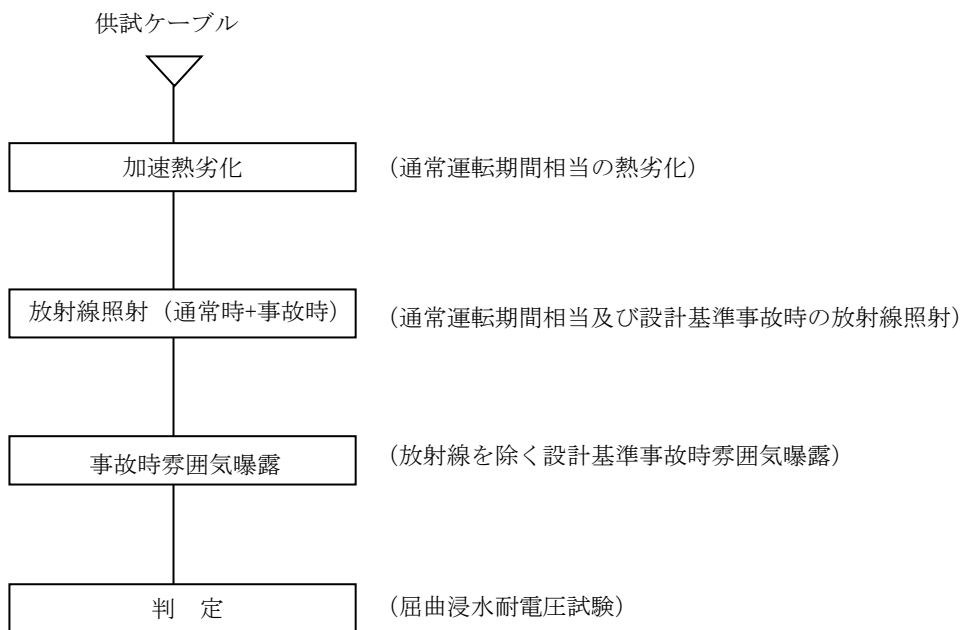 供試ケーブル
加速熱劣化
（通常運転期間相当の熱劣化）
放射線照射（通常時+事故時）
（通常運転期間相当及び設計基準事故時の放射線照射）
事故時雰囲気曝露
（放射線を除く設計基準事故時雰囲気曝露）
判　定
（屈曲浸水耐電圧試験）